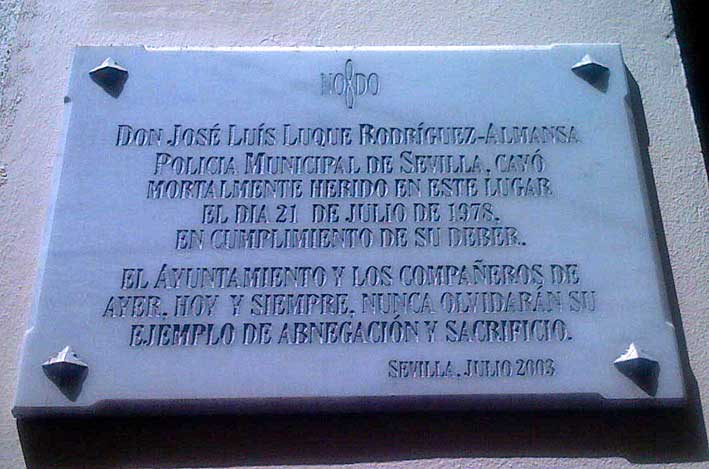 NO8DO
DON JOSÉ LUÍS LUQUE RODRÍGUEZ-ALMANSA
POLICIA MUNICIPAL DE SEVILLA, CAYÓ
MORTALMENTE HERIDO EN ESTE LUGAR
EL DIA 21 DE JULIO DE 1978,
EN CUMPLIMIENTO DE SU DEBER.
EL AYUNTAMIENTO Y LOS COMPAÑEROS DE
AYER, HOY Y SIEMPRE, NUNCA OLVIDARÁN SU
EJEMPLO DE ABNEGACIÓN Y SACRIFICIO.
SEVILLA, JULIO 2003